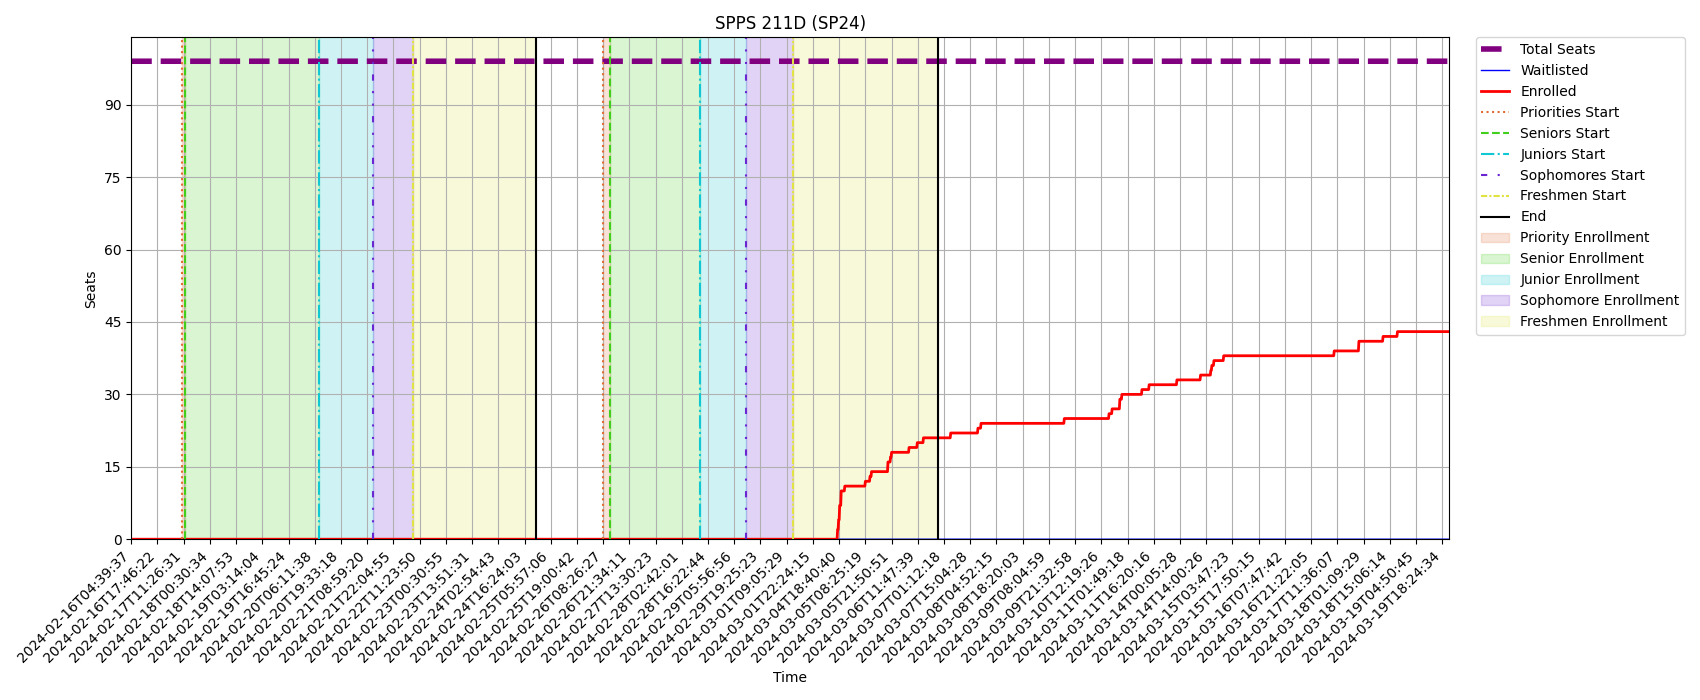 SPPS 211D (SP24)
Seats
90
75
60
45
30
15
0
2024-02-16T04:39:37
2024-02-16T17:46:22
2024-02-17T11:26:31
2024-02-18T00:30:34
2024-02-18T14:07:53
2024-02-19T03:14:04
2024-02-19T16:45:24
2024-02-20T06:11:38
2024-02-20T19:33:18
2024-02-21T08:59:20
2024-02-21T22:04:55
2024-02-22T11:23:50
2024-02-23T00:30:55
2024-02-23T13:51:31
2024-02-24T02:54:43
2024-02-24T16:24:03
2024-02-25T05:57:06
2024-02-25T19:00:42
2024-02-26T08:26:27
2024-02-26T21:34:11
2024-02-27T13:30:23
2024-02-28T02:42:01
2024-02-28T16:22:44
2024-02-29T05:56:56
2024-02-29T19:25:23
2024-03-01T09:05:29
2024-03-01T22:24:15
2024-03-04T18:40:40
2024-03-05T08:25:19
2024-03-05T21:50:51
2024-03-06T11:47:39
2024-03-07T01:12:18
2024-03-07T15:04:28
2024-03-08T04:52:15
2024-03-08T18:20:03
2024-03-09T08:04:59
2024-03-09T21:32:58
2024-03-10T12:19:26
2024-03-11T01:49:18
2024-03-11T16:20:16
2024-03-14T00:05:28
2024-03-14T14:00:26
2024-03-15T03:47:23
2024-03-15T17:50:15
2024-03-16T07:47:42
2024-03-16T21:22:05
2024-03-17T11:36:07
2024-03-18T01:09:29
2024-03-18T15:06:14
2024-03-19T04:50:45
2024-03-19T18:24:34
Time
Total Seats
Waitlisted
Enrolled
Priorities Start
Seniors Start
Juniors Start
Sophomores Start
Freshmen Start
End
Priority Enrollment
Senior Enrollment
Junior Enrollment
Sophomore Enrollment
Freshmen Enrollment